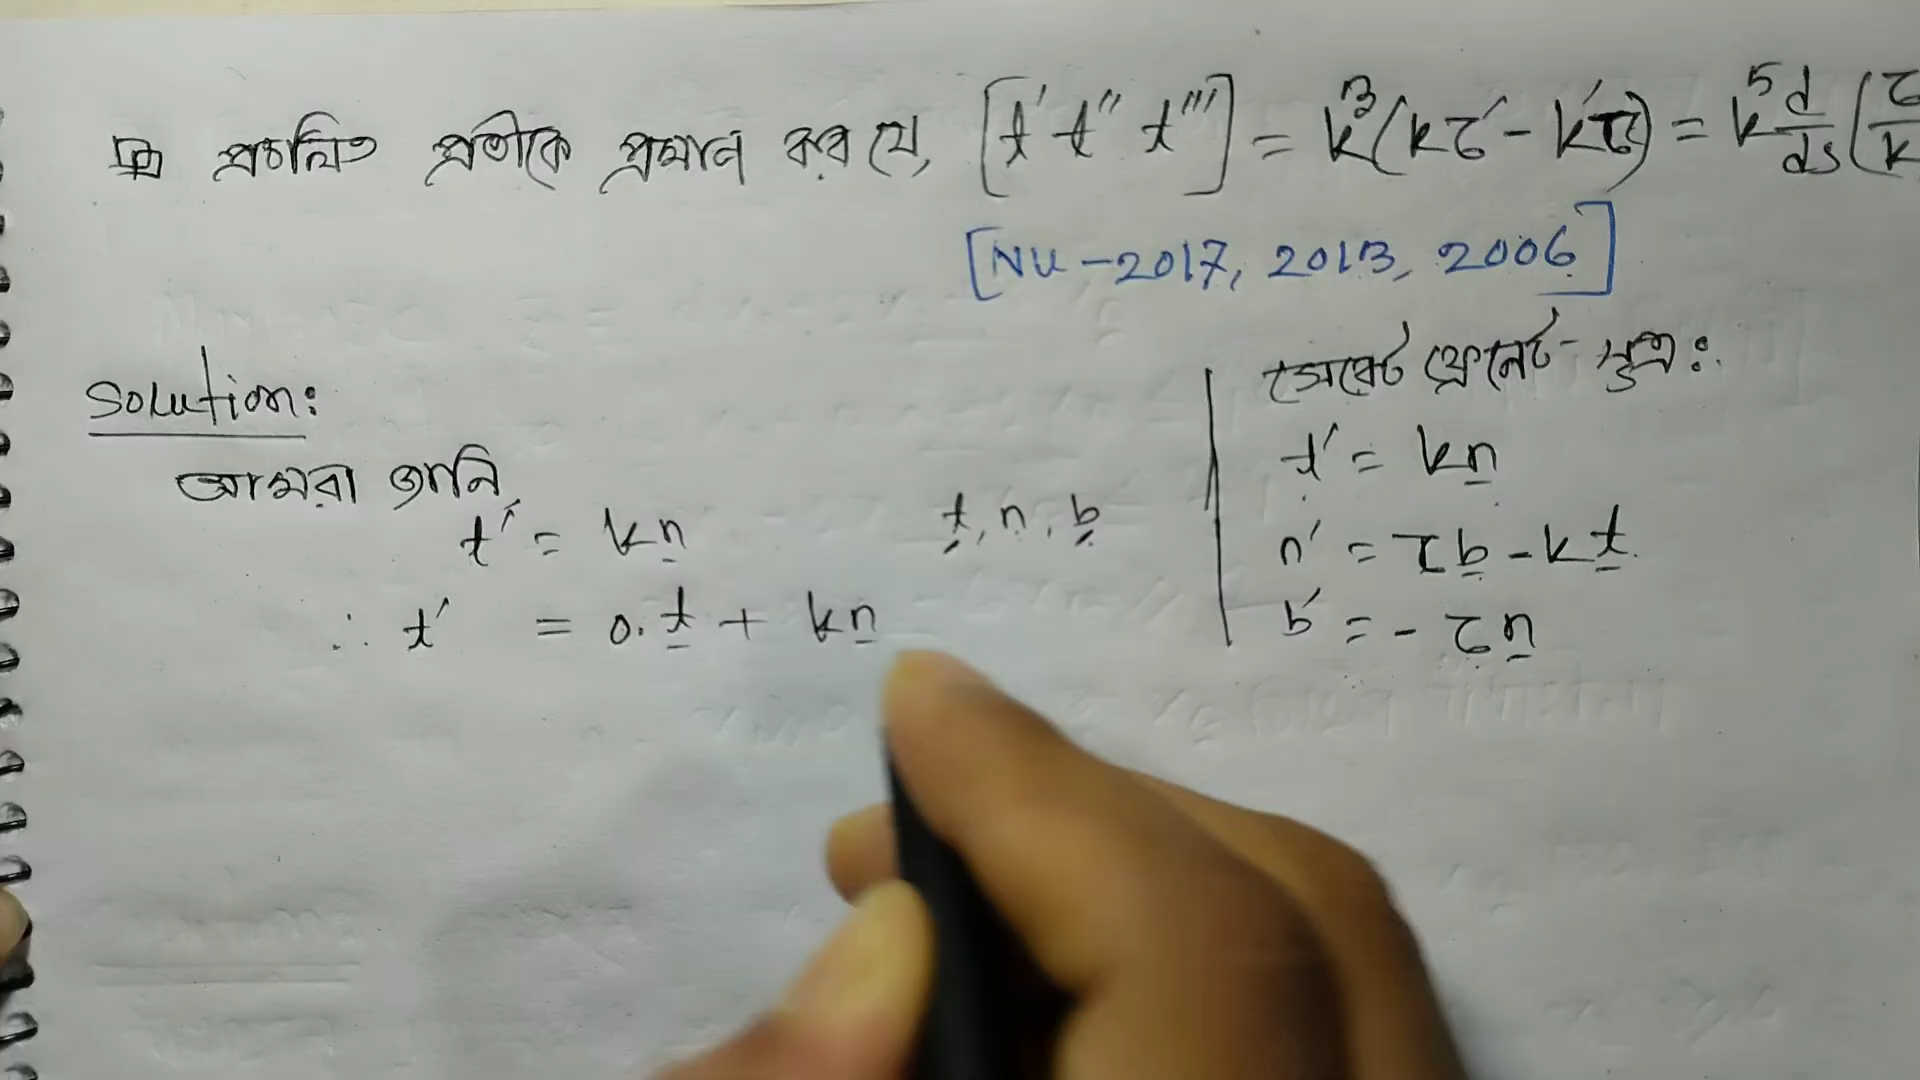 প্রচলিত প্রতীকে প্রমাণ কর যে, [t' t'' t'''] = k³(kτ' - k'τ) = k⁵ d/ds (τ/k
[NU - 2017, 2013, 2006]
Solution:
আমরা জানি,
t' = kn
t, n, b
∴ t' = 0.t + kn
সেরেট ফ্রেনেট সূত্র:
t' = kn
n' = τb - kt
b' = - τn